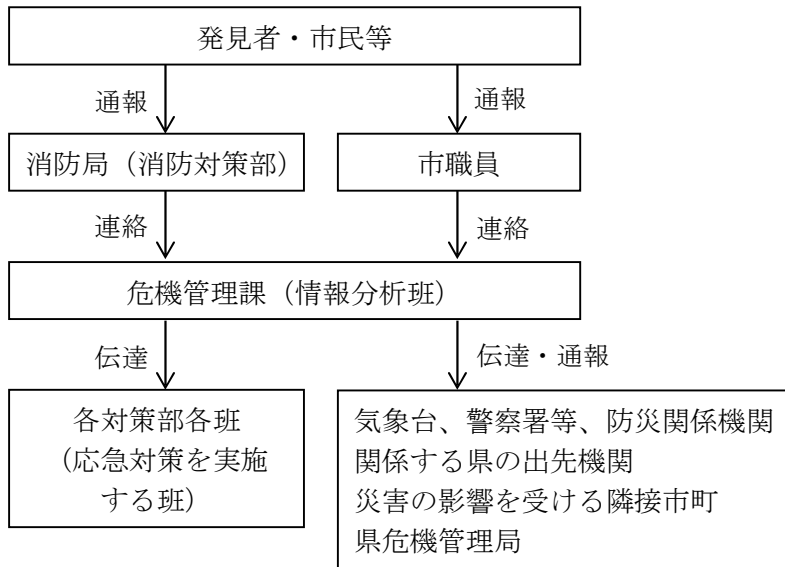 発見者・市民等
通報
通報
消防局（消防対策部）
市職員
連絡
連絡
危機管理課（情報分析班）
伝達
伝達・通報
各対策部各班
（応急対策を実施
する班）
気象台、警察署等、防災関係機関
関係する県の出先機関
災害の影響を受ける隣接市町
県危機管理局